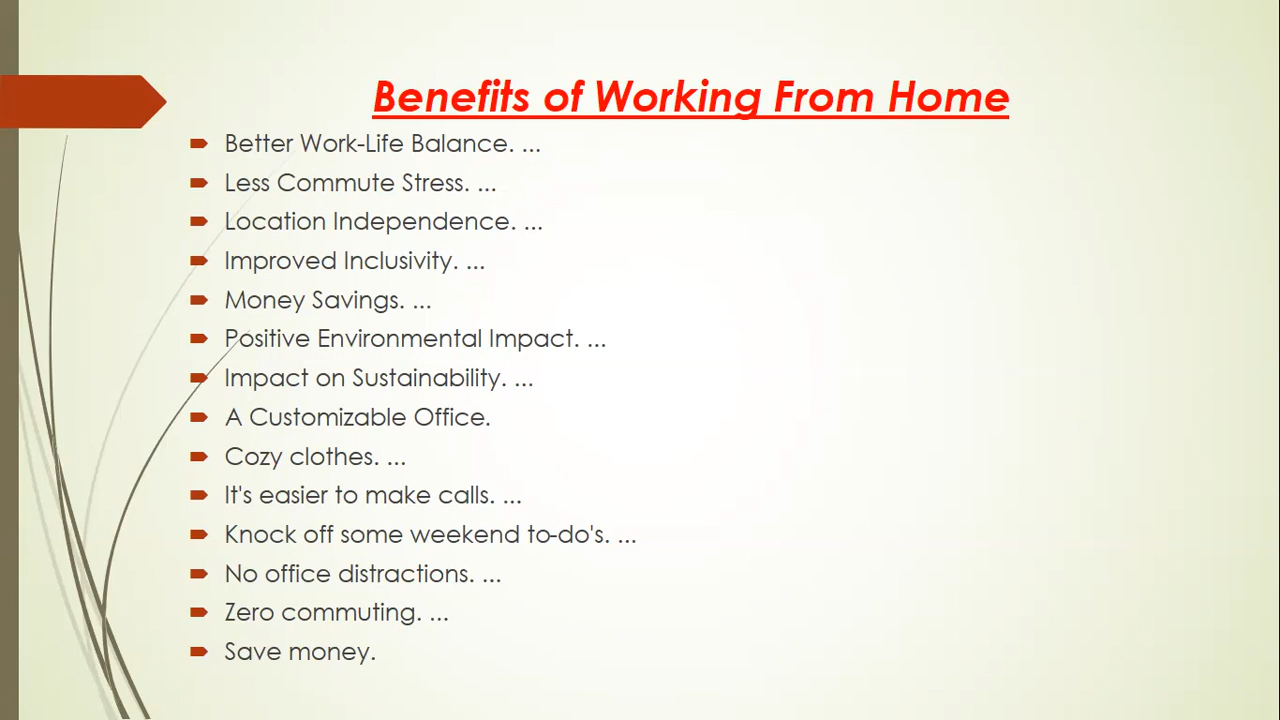 Benefits of Working From Home
Better Work-Life Balance. ...
Less Commute Stress. ...
Location Independence. ...
Improved Inclusivity. ...
Money Savings. ...
Positive Environmental Impact. ...
Impact on Sustainability. ...
A Customizable Office.
Cozy clothes. ...
It's easier to make calls. ...
Knock off some weekend to-do's. ...
No office distractions. ...
Zero commuting. ...
Save money.